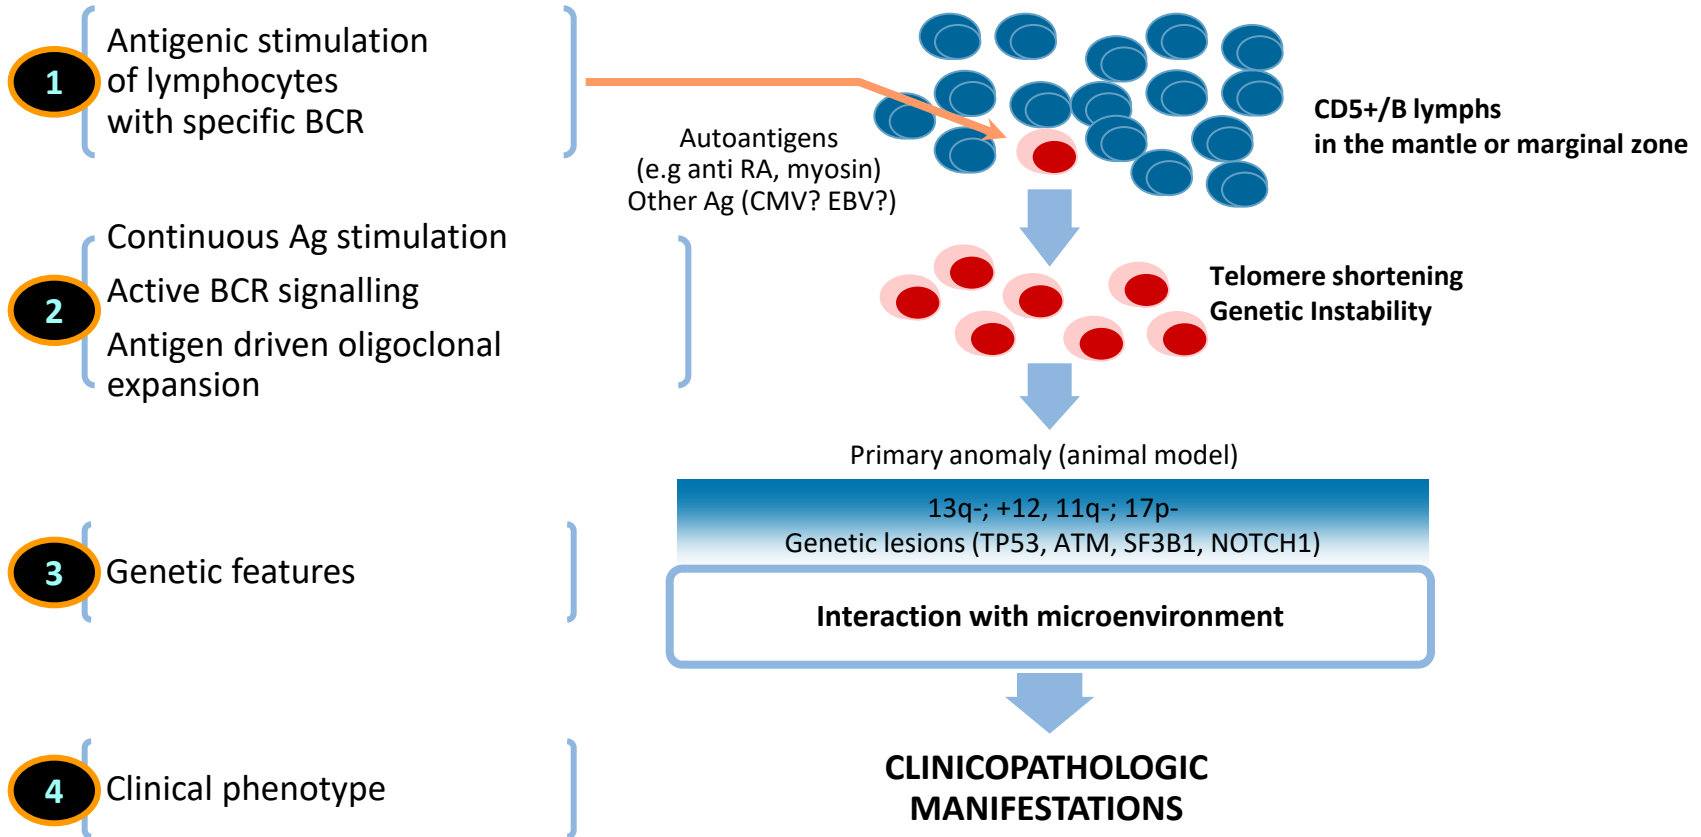 1
Antigenic stimulation
of lymphocytes
with specific BCR
Autoantigens
(e.g anti RA, myosin)
Other Ag (CMV? EBV?)
CD5+/B lymphs
in the mantle or marginal zone
2
Continuous Ag stimulation
Active BCR signalling
Antigen driven oligoclonal
expansion
Telomere shortening
Genetic Instability
Primary anomaly (animal model)
13q-; +12, 11q-; 17p-
Genetic lesions (TP53, ATM, SF3B1, NOTCH1)
3
Genetic features
Interaction with microenvironment
4
Clinical phenotype
CLINICOPATHOLOGIC
MANIFESTATIONS